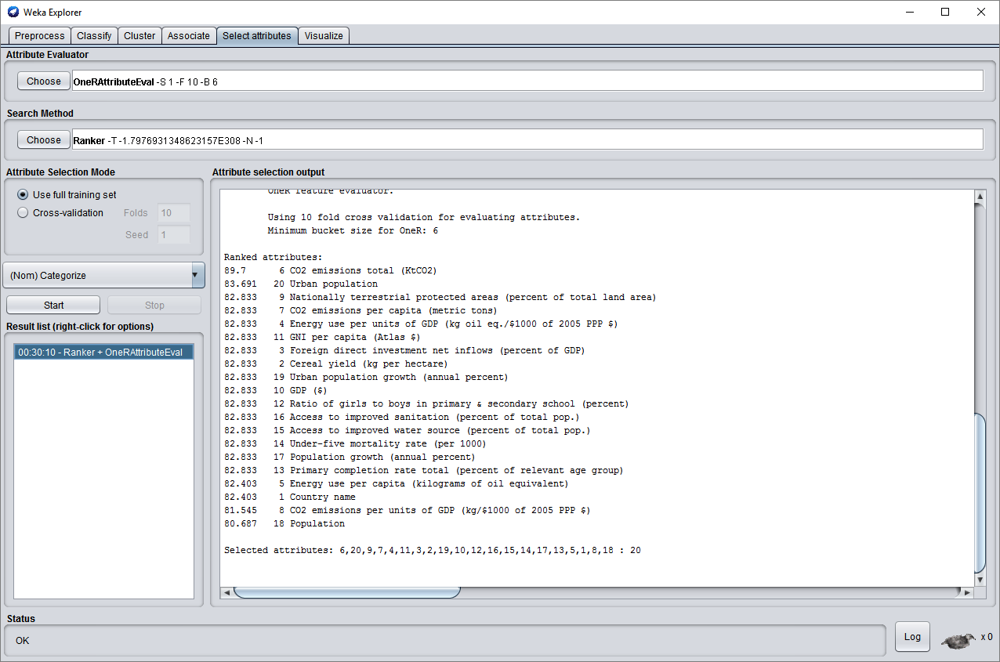 Weka Explorer
Preprocess Classify Cluster Associate Select attributes Visualize
Attribute Evaluator
Choose OneRAttributeEval -S 1 -F 10 -B 6
Search Method
Choose Ranker -T -1.7976931348623157E308 -N -1
Attribute Selection Mode
Use full training set
Cross-validation Folds 10
Seed 1
(Nom) Categorize
Start Stop
Result list (right-click for options)
00:30:10 - Ranker + OneRAttributeEval
Attribute selection output
OneR feature evaluator.
Using 10 fold cross validation for evaluating attributes.
Minimum bucket size for OneR: 6
Ranked attributes:
89.7 6 CO2 emissions total (KtCO2)
83.691 20 Urban population
82.833 9 Nationally terrestrial protected areas (percent of total land area)
82.833 7 CO2 emissions per capita (metric tons)
82.833 4 Energy use per units of GDP (kg oil eq./$1000 of 2005 PPP $)
82.833 11 GNI per capita (Atlas $)
82.833 3 Foreign direct investment net inflows (percent of GDP)
82.833 2 Cereal yield (kg per hectare)
82.833 19 Urban population growth (annual percent)
82.833 10 GDP ($)
82.833 12 Ratio of girls to boys in primary & secondary school (percent)
82.833 16 Access to improved sanitation (percent of total pop.)
82.833 15 Access to improved water source (percent of total pop.)
82.833 14 Under-five mortality rate (per 1000)
82.833 17 Population growth (annual percent)
82.833 13 Primary completion rate total (percent of relevant age group)
82.403 5 Energy use per capita (kilograms of oil equivalent)
82.403 1 Country name
81.545 8 CO2 emissions per units of GDP (kg/$1000 of 2005 PPP $)
80.687 18 Population
Selected attributes: 6,20,9,7,4,11,3,2,19,10,12,16,15,14,17,13,5,1,8,18 : 20
Status
OK
Log x 0